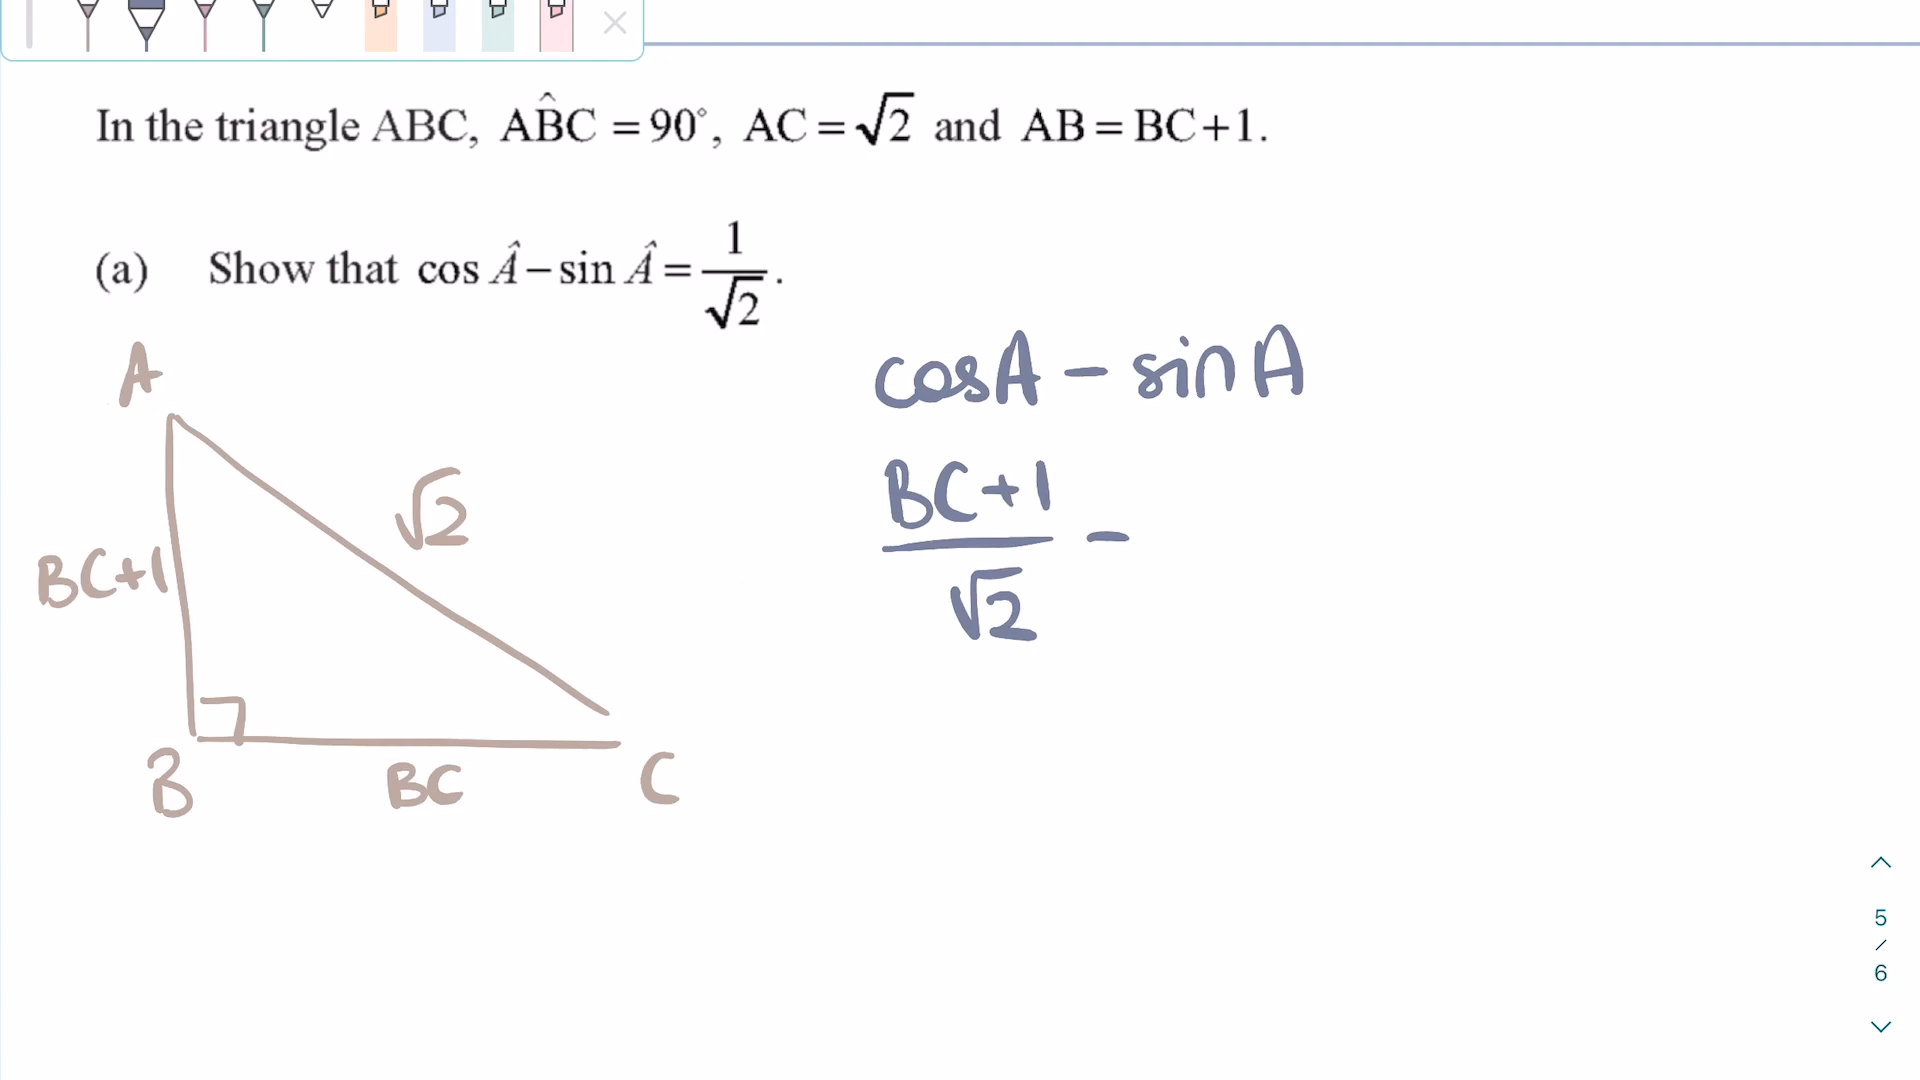 In the triangle ABC, AB̂C = 90°, AC = √2 and AB = BC+1.
(a) Show that cos Â − sin Â = 1/√2.
A
cosA − sinA
√2
BC+1
BC+1/√2 −
B
BC
C
5
/
6